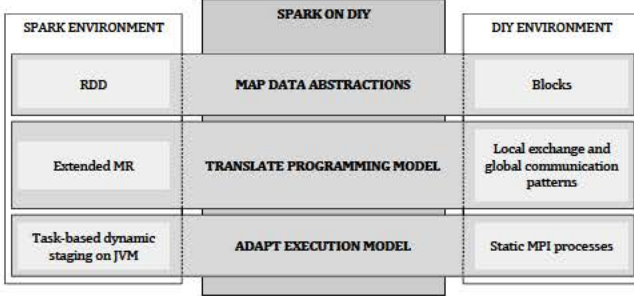 SPARK ON DIY
SPARK ENVIRONMENT
DIY ENVIRONMENT
RDD
MAP DATA ABSTRACTIONS
Blocks
Extended MR
TRANSLATE PROGRAMMING MODEL
Local exchange and
global communication
patterns
Task-based dynamic
staging on JVM
ADAPT EXECUTION MODEL
Static MPI processes